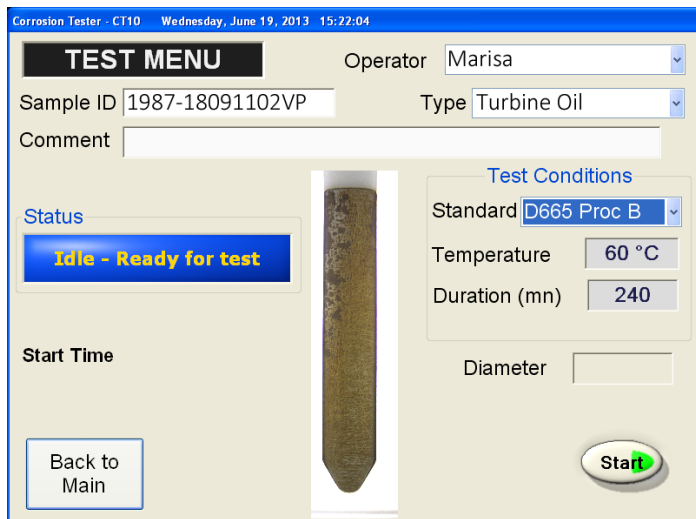 Corrosion Tester - CT10 Wednesday, June 19, 2013 15:22:04
TEST MENU
Operator Marisa
Sample ID 1987-18091102VP
Type Turbine Oil
Comment
Test Conditions
Status
Standard D665 Proc B
Idle - Ready for test
Temperature 60 °C
Duration (mn) 240
Start Time
Diameter
Back to
Main
Start